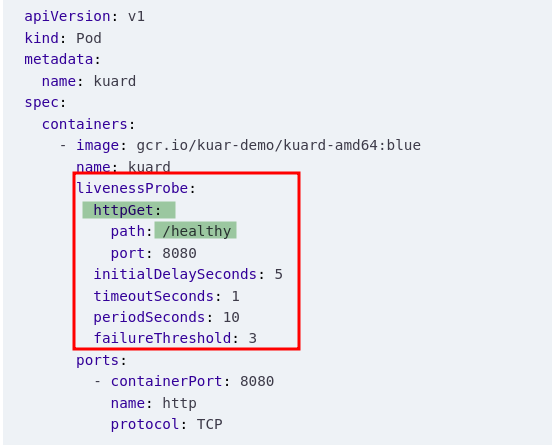 apiVersion: v1
kind: Pod
metadata:
  name: kuard
spec:
  containers:
    - image: gcr.io/kuar-demo/kuard-amd64:blue
      name: kuard
      livenessProbe:
        httpGet:
          path: /healthy
          port: 8080
        initialDelaySeconds: 5
        timeoutSeconds: 1
        periodSeconds: 10
        failureThreshold: 3
      ports:
        - containerPort: 8080
          name: http
          protocol: TCP